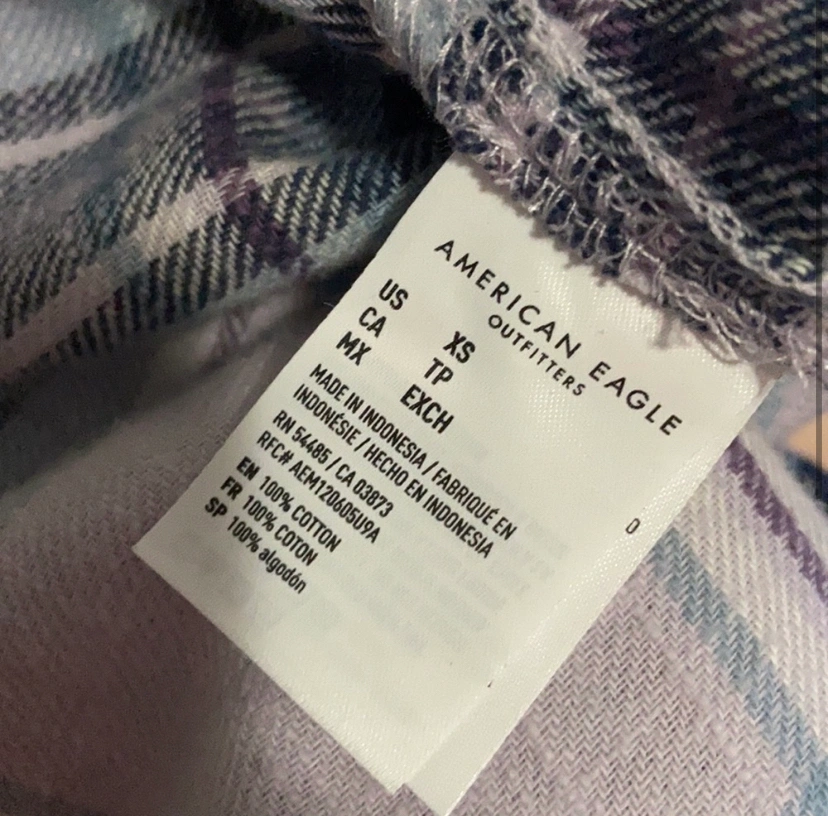 AMERICAN EAGLE
OUTFITTERS
US XS
CA TP
MX EXCH
MADE IN INDONESIA / FABRIQUÉ EN
INDONÉSIE / HECHO EN INDONESIA
RN 54485 / CA 03873
RFC# AEM120605U9A
EN 100% COTTON
FR 100% COTON
SP 100% algodón
0